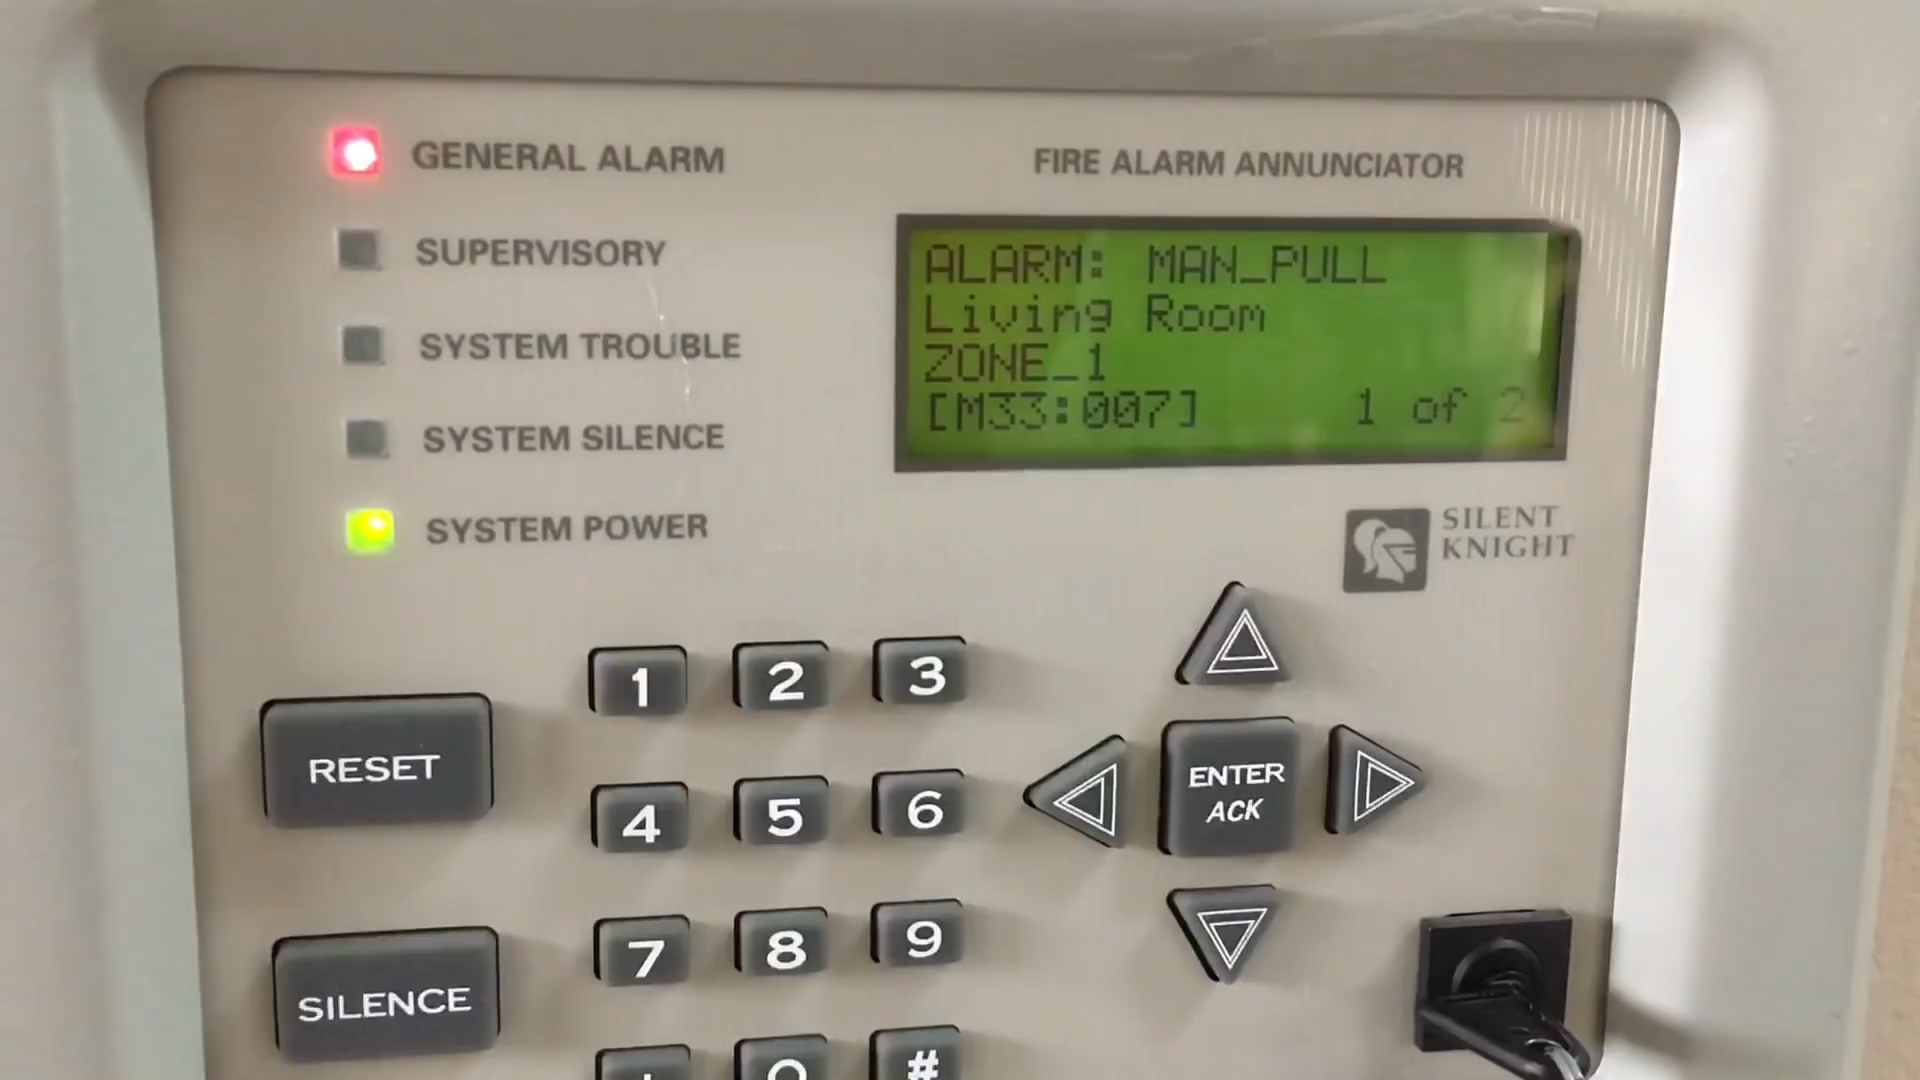 GENERAL ALARM
SUPERVISORY
SYSTEM TROUBLE
SYSTEM SILENCE
SYSTEM POWER
FIRE ALARM ANNUNCIATOR
ALARM: MAN_PULL
Living Room
ZONE_1
[M33:007] 1 of 2
SILENT
KNIGHT
RESET
SILENCE
1 2 3
4 5 6
7 8 9
0 #
ENTER
ACK